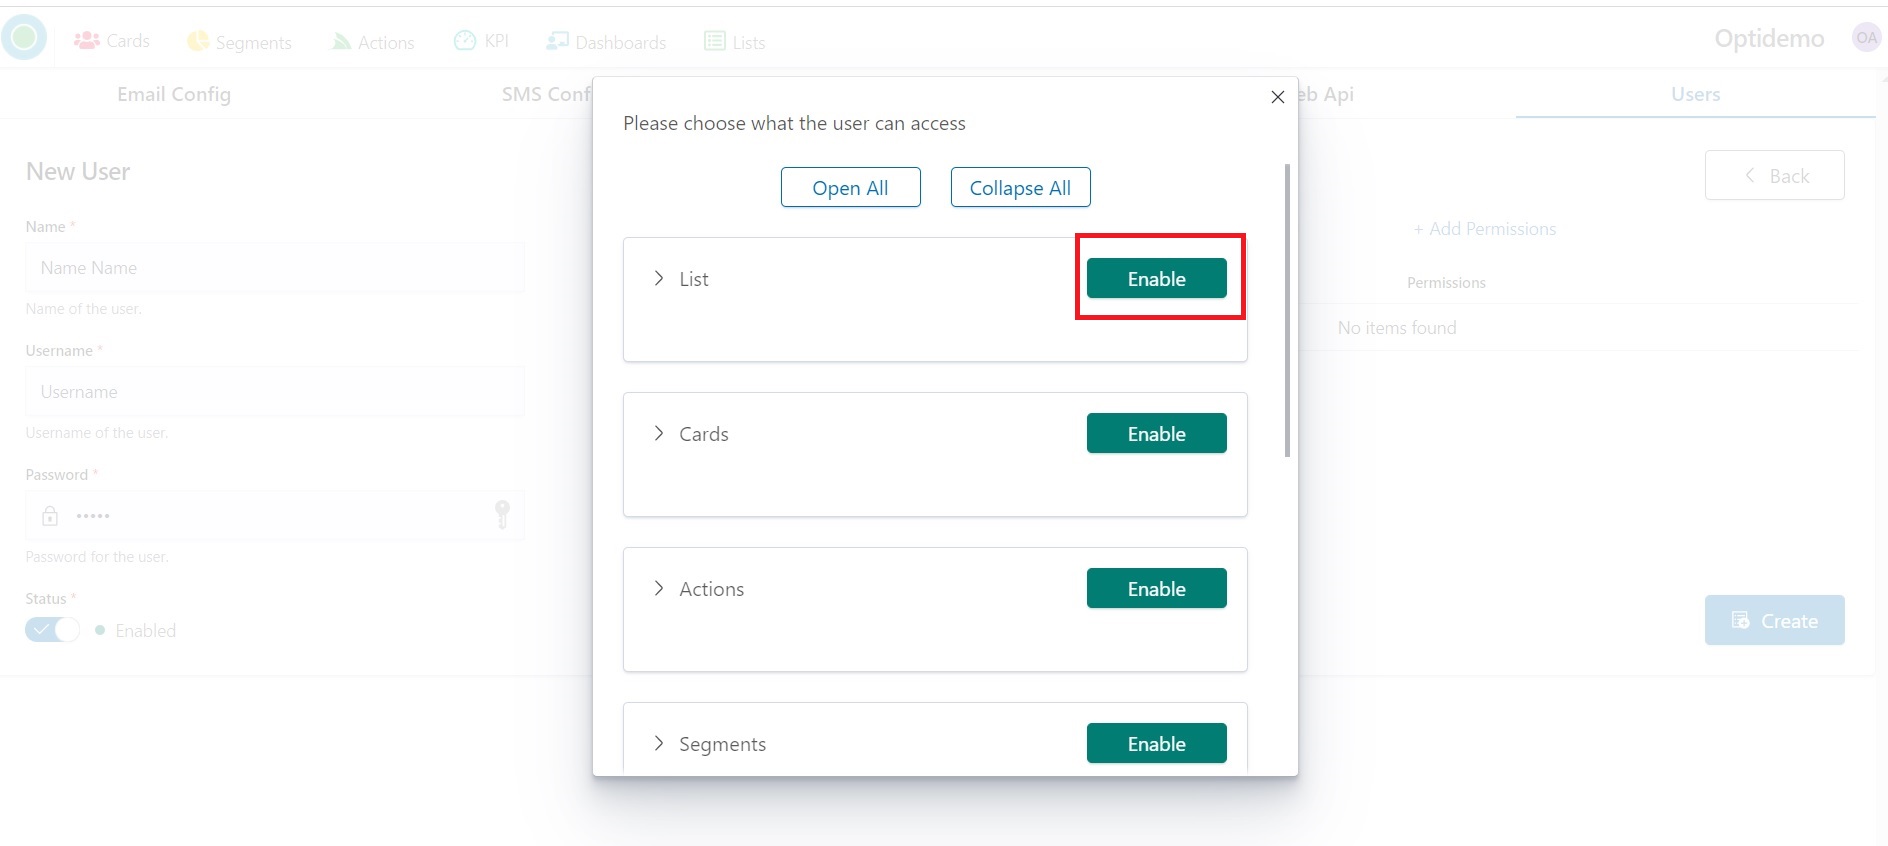 Cards Segments Actions KPI Dashboards Lists Optidemo OA
Email Config SMS Conf eb Api Users
Please choose what the user can access
Open All Collapse All
New User
Back
Name *
Name Name
Name of the user.
Username *
Username
Username of the user.
Password *
•••••
Password for the user.
Status *
Enabled
List Enable
Cards Enable
Actions Enable
Segments Enable
+ Add Permissions
Permissions
No items found
Create